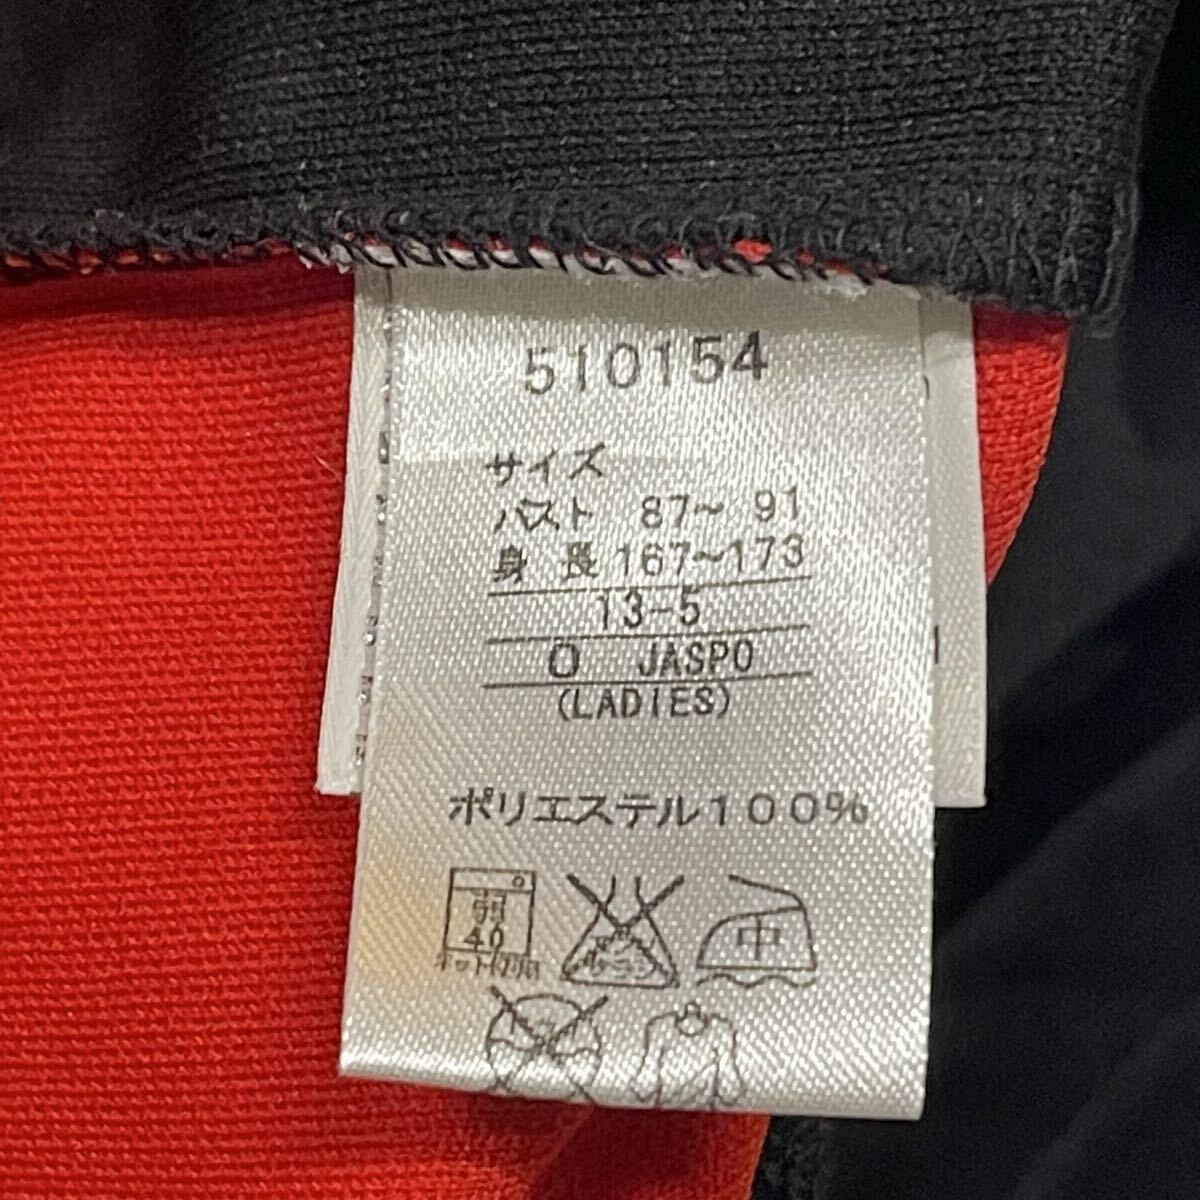 510154
サイズ
バスト 87～ 91
身 長 167～173
13-5
O JASPO
(LADIES)
ポリエステル100%
弱
40
中